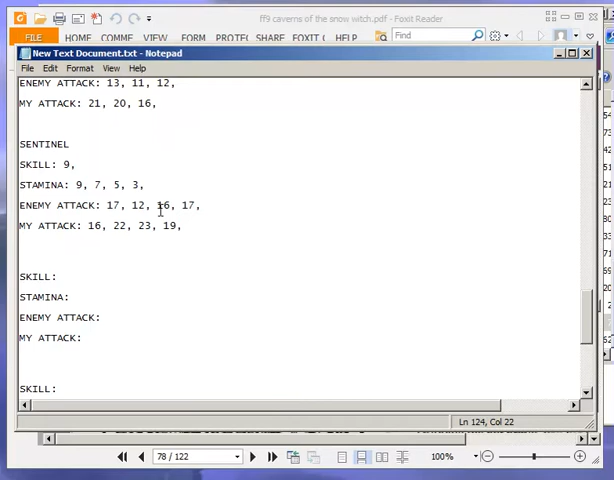 ff9 caverns of the snow witch.pdf - Foxit Reader
FILE HOME COMME VIEW FORM PROTEC SHARE FOXIT C HELP Find
New Text Document.txt - Notepad
File Edit Format View Help
ENEMY ATTACK: 13, 11, 12,
MY ATTACK: 21, 20, 16,
SENTINEL
SKILL: 9,
STAMINA: 9, 7, 5, 3,
ENEMY ATTACK: 17, 12, 16, 17,
MY ATTACK: 16, 22, 23, 19,
SKILL:
STAMINA:
ENEMY ATTACK:
MY ATTACK:
SKILL:
Ln 124, Col 22
78 / 122 100%